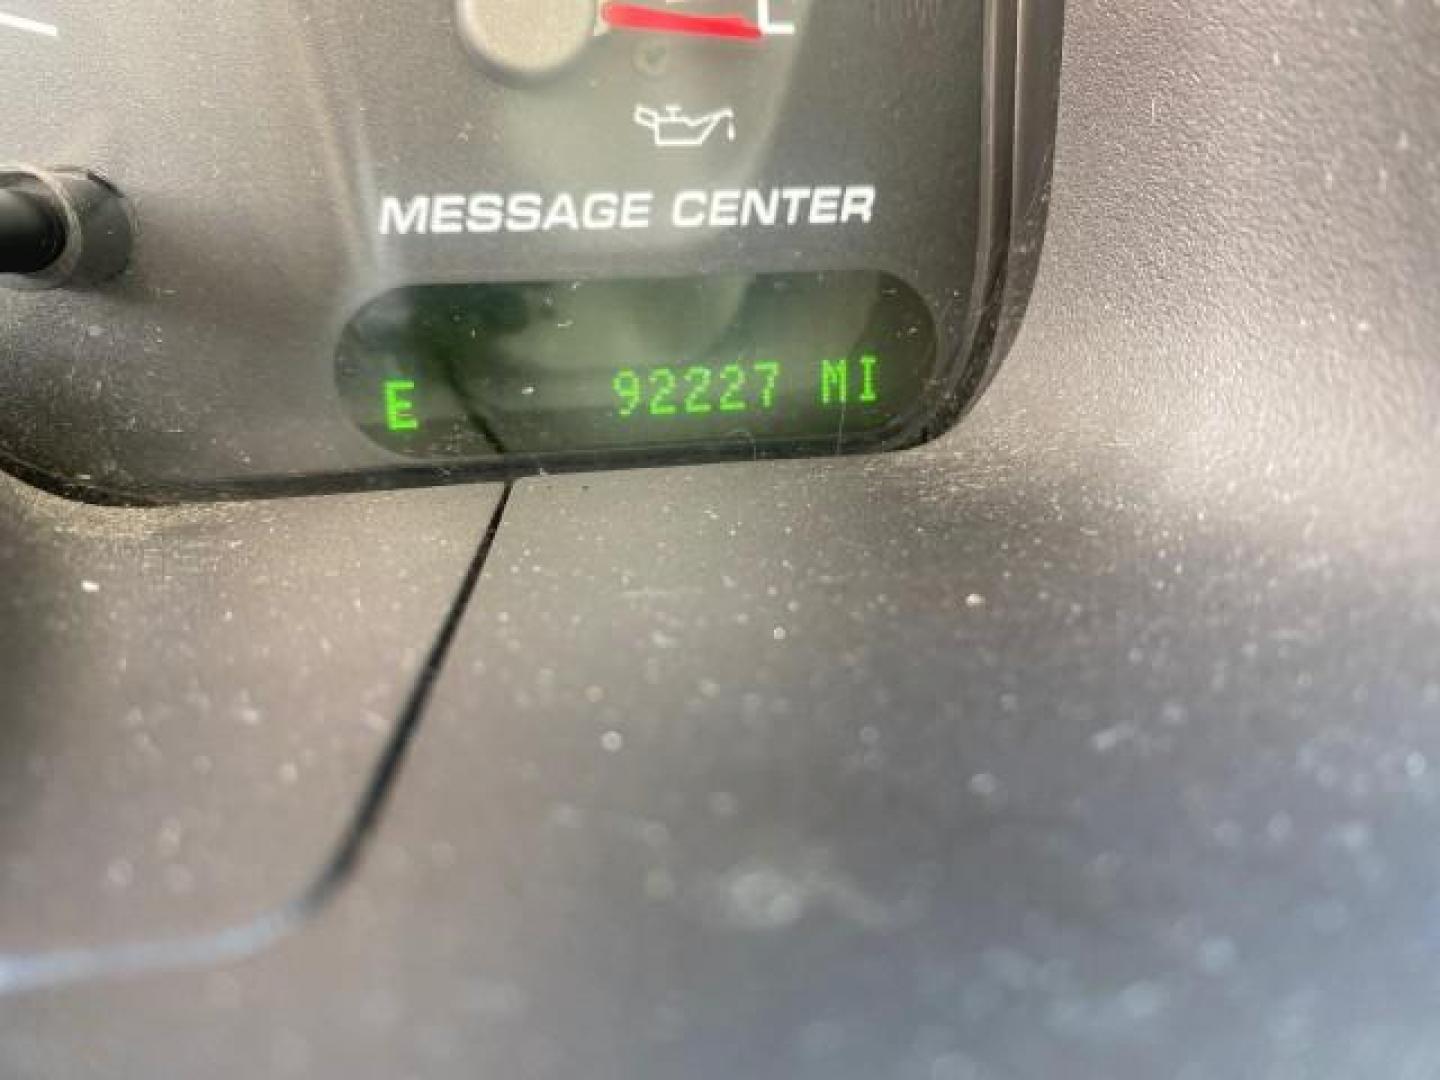 L
MESSAGE CENTER
E 92227 MI